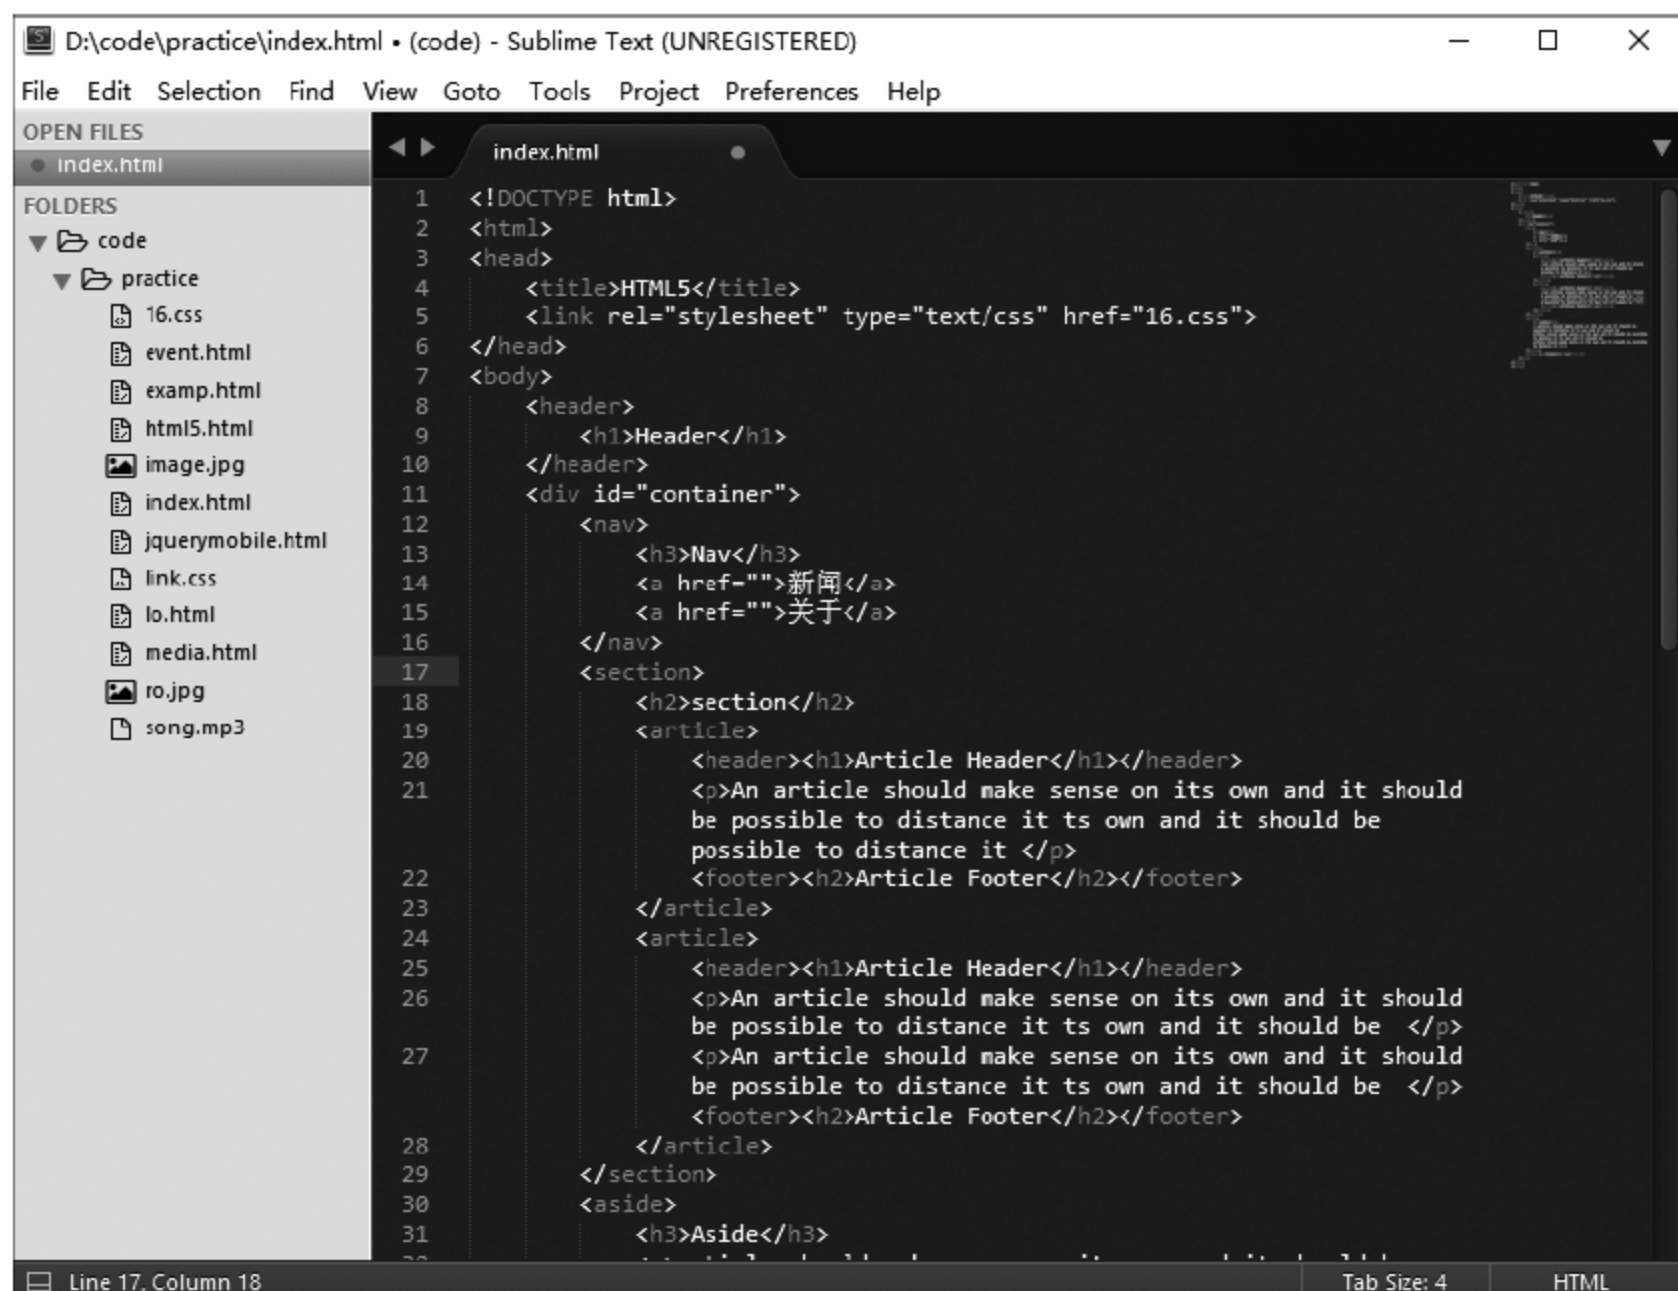 D:\code\practice\index.html • (code) - Sublime Text (UNREGISTERED)
File Edit Selection Find View Goto Tools Project Preferences Help
OPEN FILES
index.html
FOLDERS
code
practice
16.css
event.html
examp.html
html5.html
image.jpg
index.html
jquerymobile.html
link.css
lo.html
media.html
ro.jpg
song.mp3
index.html
1 <!DOCTYPE html>
2 <html>
3 <head>
4 <title>HTML5</title>
5 <link rel="stylesheet" type="text/css" href="16.css">
6 </head>
7 <body>
8 <header>
9 <h1>Header</h1>
10 </header>
11 <div id="container">
12 <nav>
13 <h3>Nav</h3>
14 <a href="">新闻</a>
15 <a href="">关于</a>
16 </nav>
17 <section>
18 <h2>section</h2>
19 <article>
20 <header><h1>Article Header</h1></header>
21 <p>An article should make sense on its own and it should
be possible to distance it ts own and it should be
possible to distance it </p>
22 <footer><h2>Article Footer</h2></footer>
23 </article>
24 <article>
25 <header><h1>Article Header</h1></header>
26 <p>An article should make sense on its own and it should
be possible to distance it ts own and it should be </p>
27 <p>An article should make sense on its own and it should
be possible to distance it ts own and it should be </p>
<footer><h2>Article Footer</h2></footer>
28 </article>
29 </section>
30 <aside>
31 <h3>Aside</h3>
Line 17, Column 18
Tab Size: 4
HTML